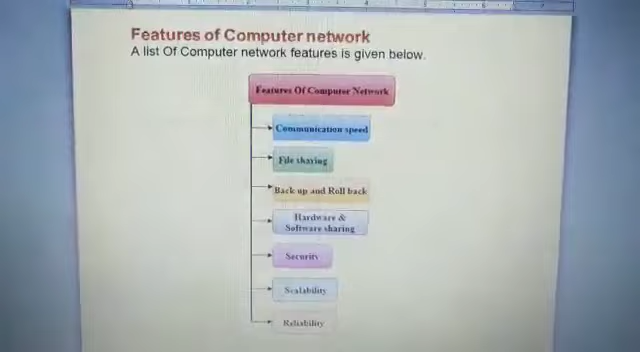 Features of Computer network
A list Of Computer network features is given below.
Features Of Computer Network
Communication speed
File sharing
Back up and Roll back
Hardware &
Software sharing
Security
Scalability
Reliability